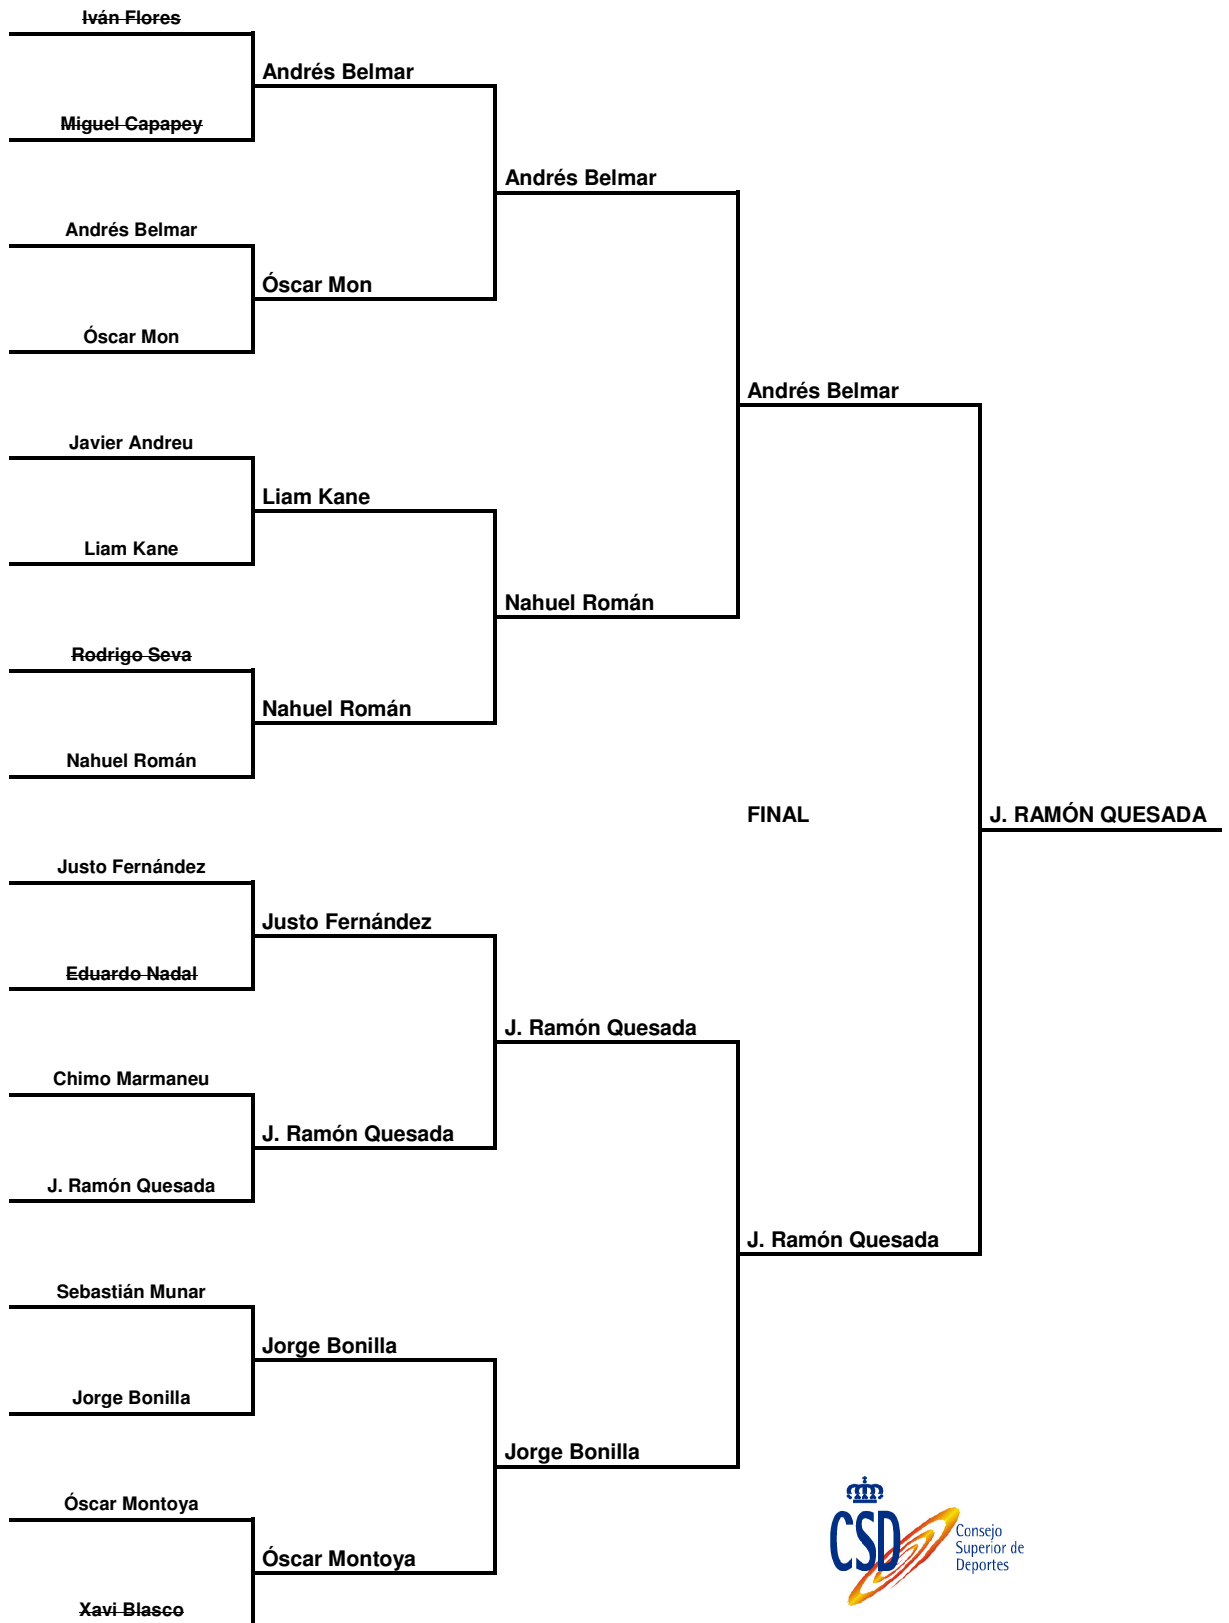 Iván Flores
Andrés Belmar
Miguel Capapey
Andrés Belmar
Andrés Belmar
Óscar Mon
Óscar Mon
Andrés Belmar
Javier Andreu
Liam Kane
Liam Kane
Nahuel Román
Rodrigo Seva
Nahuel Román
Nahuel Román
FINAL
J. RAMÓN QUESADA
Justo Fernández
Justo Fernández
Eduardo Nadal
J. Ramón Quesada
Chimo Marmaneu
J. Ramón Quesada
J. Ramón Quesada
J. Ramón Quesada
Sebastián Munar
Jorge Bonilla
Jorge Bonilla
Jorge Bonilla
Óscar Montoya
Óscar Montoya
Xavi Blasco
CSD
Consejo
Superior de
Deportes